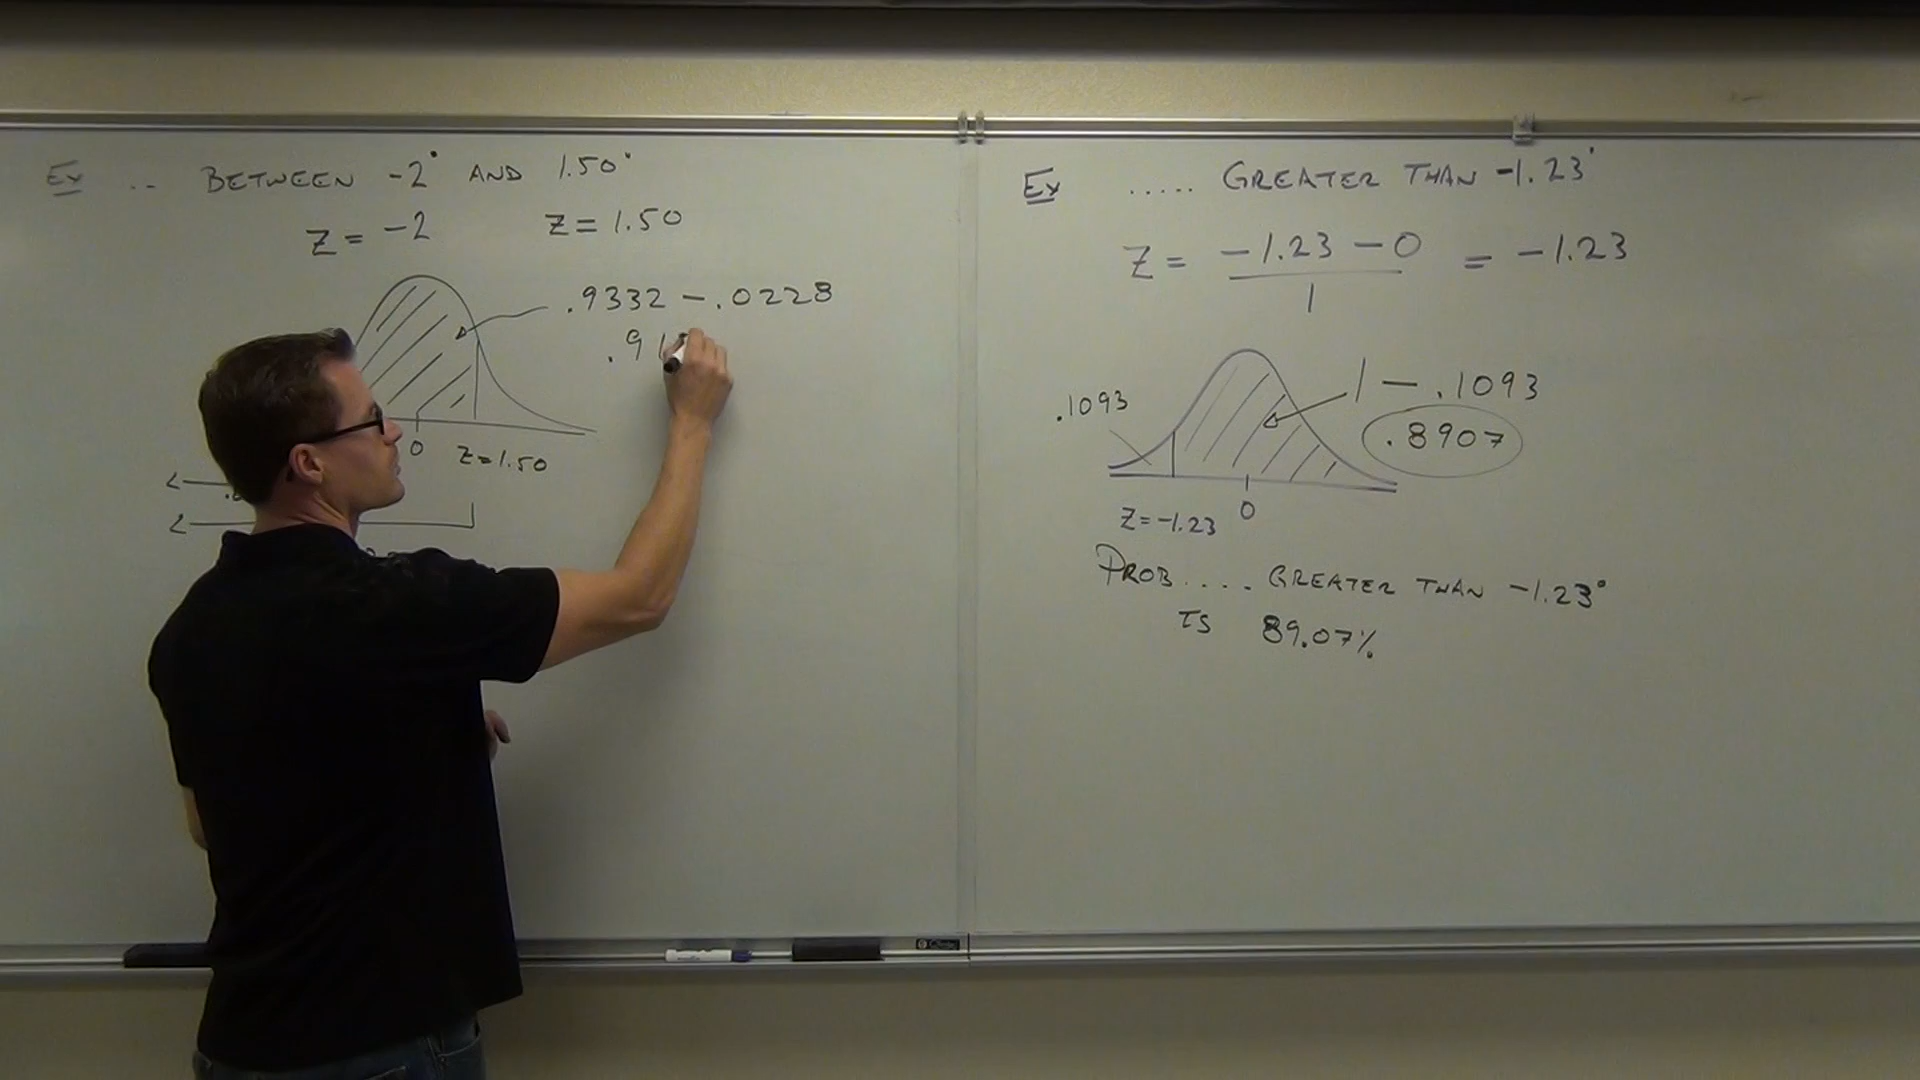 Ex .. BETWEEN -2° AND 1.50°
Z = -2 Z = 1.50
.9332 - .0228
.91
0 Z = 1.50
Ex ..... GREATER THAN -1.23°
Z = -1.23 - 0 = -1.23
1
1 - .1093
.1093
.8907
Z = -1.23 0
PROB .... GREATER THAN -1.23°
IS 89.07%